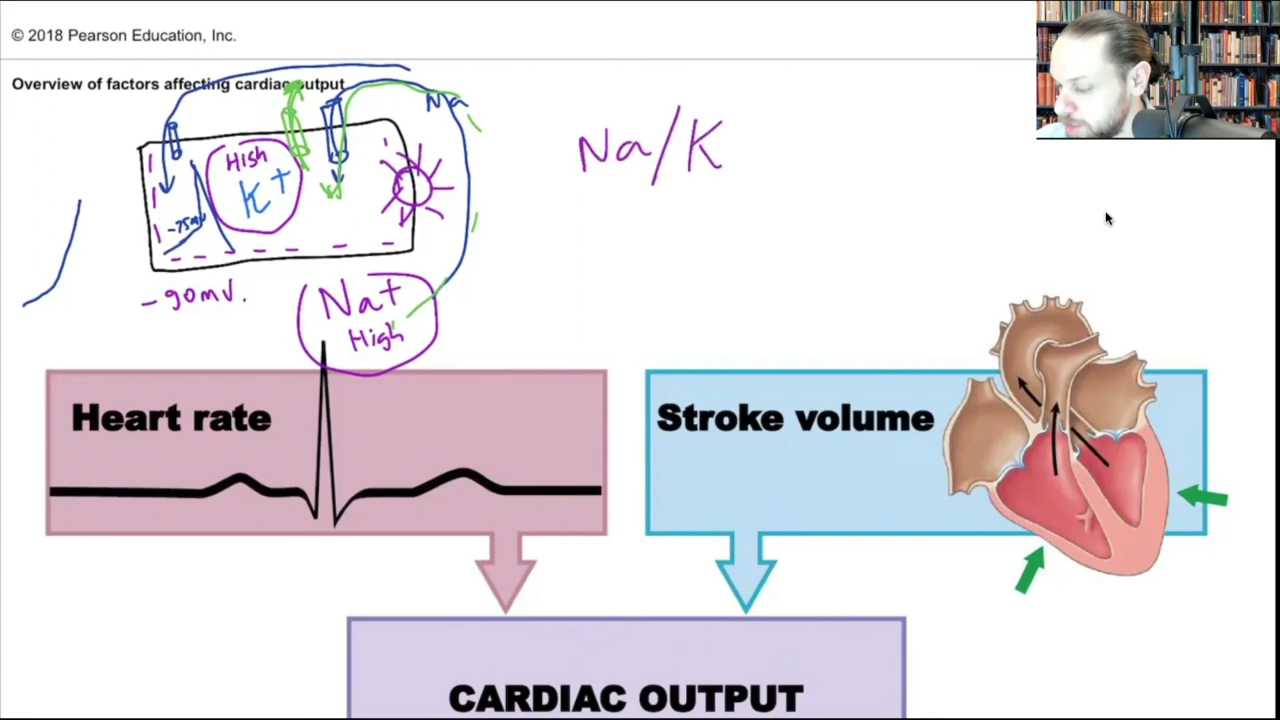 © 2018 Pearson Education, Inc.
Overview of factors affecting cardiac output
Na
Na/K
High
K+
-75mV
-90mV.
Na+
High
Heart rate
Stroke volume
CARDIAC OUTPUT